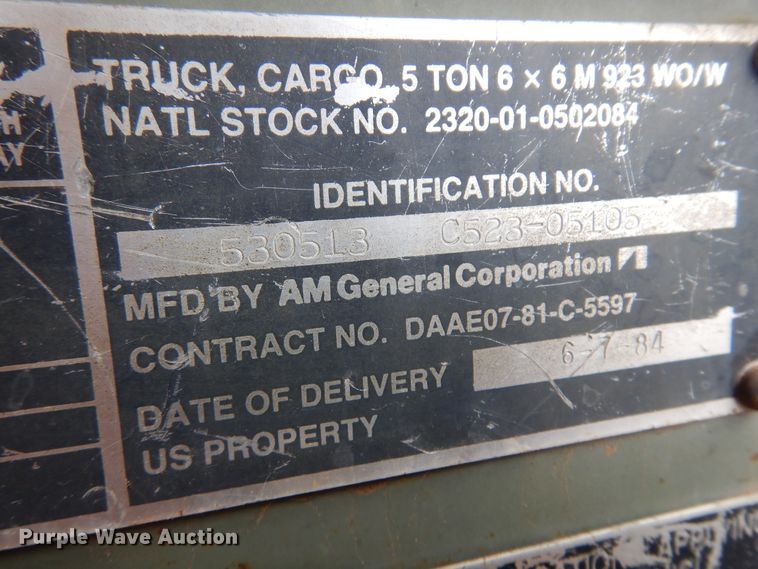 TRUCK, CARGO, 5 TON 6 × 6 M 923 WO/W
NATL STOCK NO. 2320-01-0502084
IDENTIFICATION NO.
530513 C523-05105
MFD BY AM General Corporation
CONTRACT NO. DAAE07-81-C-5597
DATE OF DELIVERY 6-7-84
US PROPERTY
Purple Wave Auction